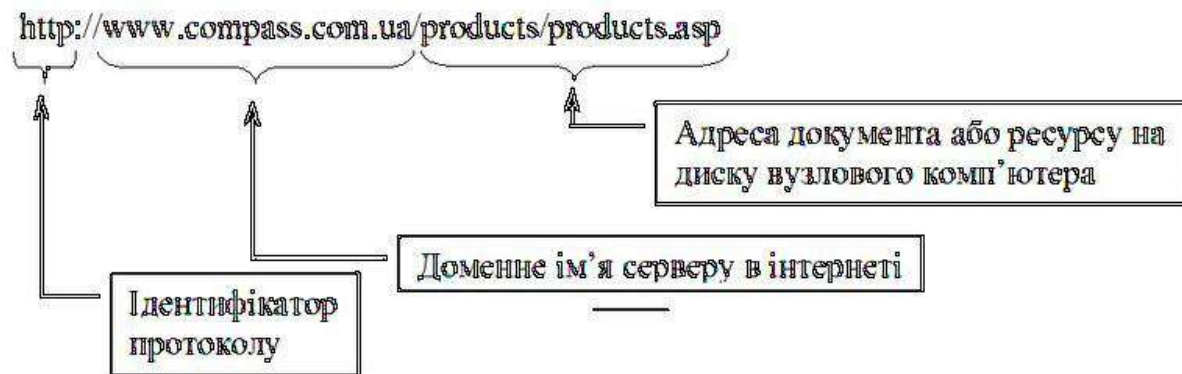 http://www.compass.com.ua/products/products.asp
Адреса документа або ресурсу на
диску вузлового комп’ютера
Доменне ім’я серверу в інтернеті
Ідентифікатор
протоколу